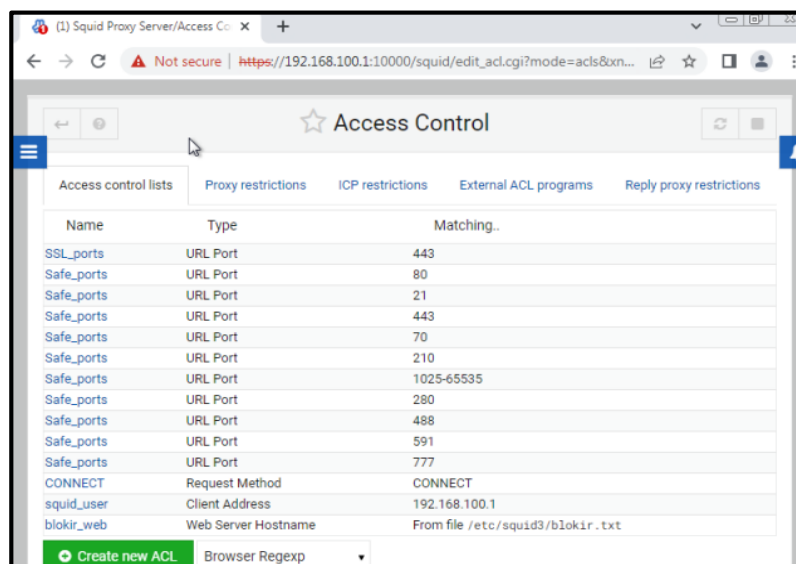 (1) Squid Proxy Server/Access Co
Not secure https://192.168.100.1:10000/squid/edit_acl.cgi?mode=acls&xn...
Access Control
Access control lists Proxy restrictions ICP restrictions External ACL programs Reply proxy restrictions
Name Type Matching..
SSL_ports URL Port 443
Safe_ports URL Port 80
Safe_ports URL Port 21
Safe_ports URL Port 443
Safe_ports URL Port 70
Safe_ports URL Port 210
Safe_ports URL Port 1025-65535
Safe_ports URL Port 280
Safe_ports URL Port 488
Safe_ports URL Port 591
Safe_ports URL Port 777
CONNECT Request Method CONNECT
squid_user Client Address 192.168.100.1
blokir_web Web Server Hostname From file /etc/squid3/blokir.txt
Create new ACL Browser Regexp